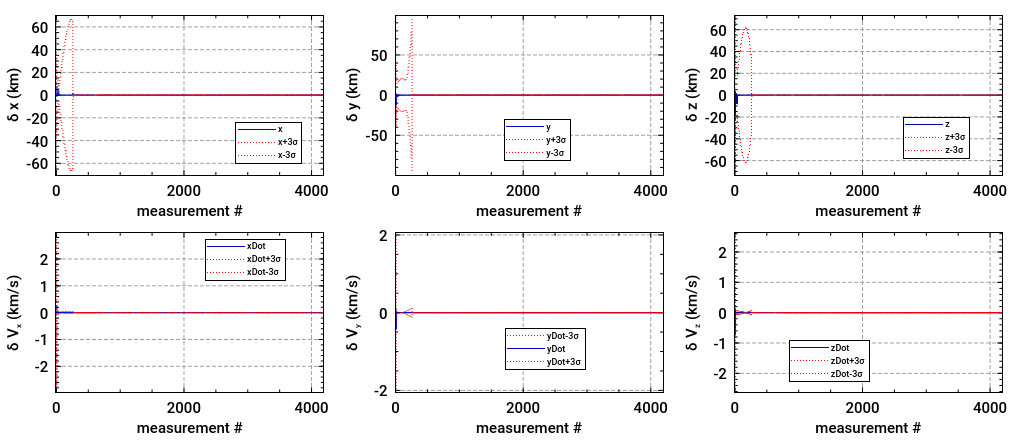 δ x (km)
60
40
20
0
-20
-40
-60
x
x+3σ
x-3σ
0
2000
4000
measurement #
δ y (km)
50
0
-50
y
y+3σ
y-3σ
0
2000
4000
measurement #
δ z (km)
60
40
20
0
-20
-40
-60
z
z+3σ
z-3σ
0
2000
4000
measurement #
δ Vx (km/s)
2
1
0
-1
-2
xDot
xDot+3σ
xDot-3σ
0
2000
4000
measurement #
δ Vy (km/s)
2
0
-2
yDot-3σ
yDot
yDot+3σ
0
2000
4000
measurement #
δ Vz (km/s)
2
1
0
-1
-2
zDot
zDot+3σ
zDot-3σ
0
2000
4000
measurement #